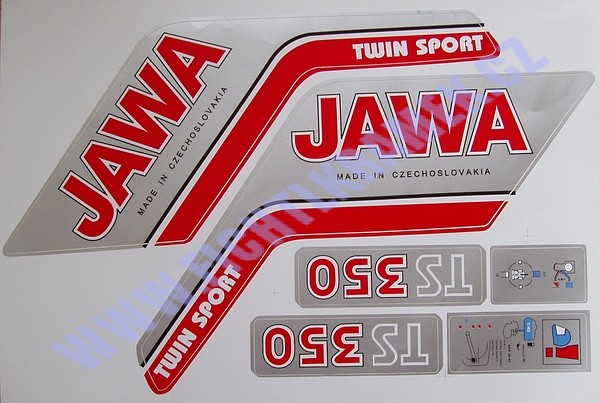 TWIN SPORT
JAWA
MADE IN CZECHOSLOVAKIA
JAWA
MADE IN CZECHOSLOVAKIA
TWIN SPORT
TS 350
TS 350